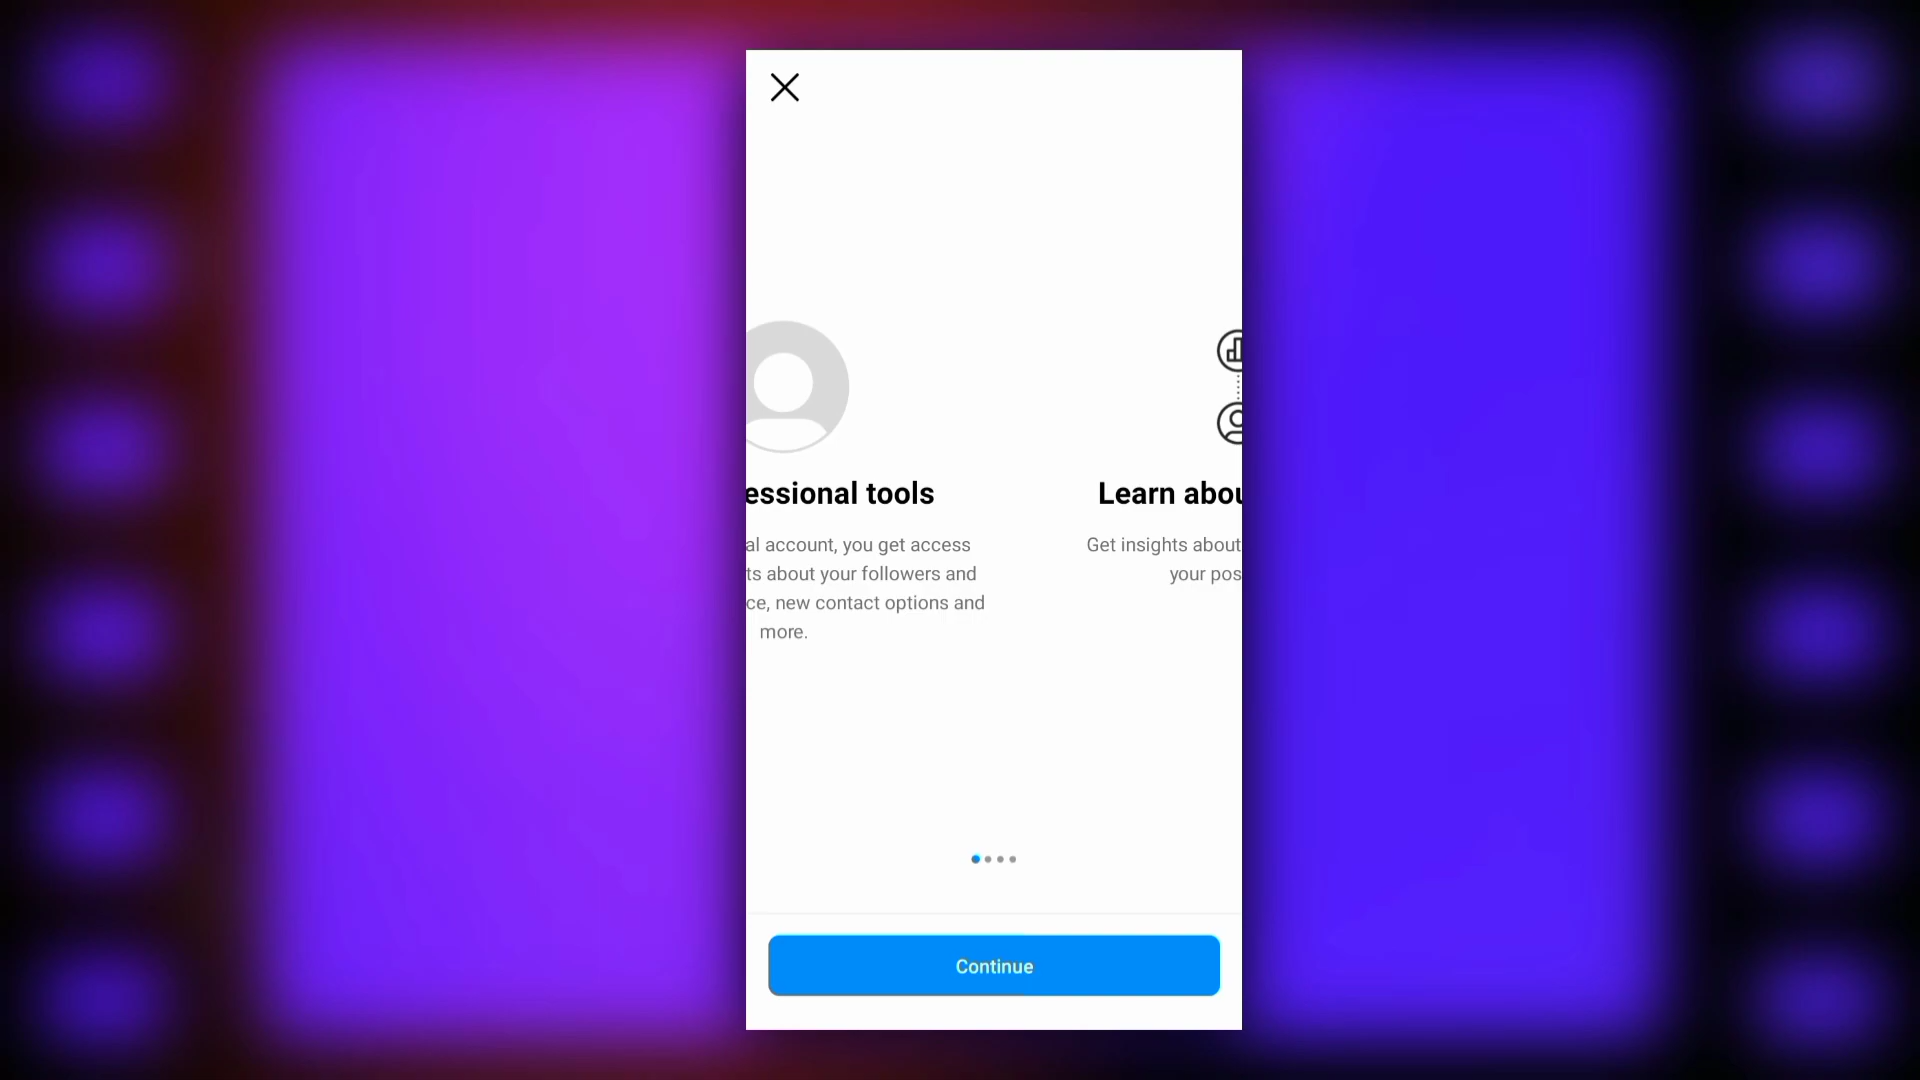 essional tools
al account, you get access
ts about your followers and
ce, new contact options and
more.
Learn abou
Get insights about
your pos
Continue